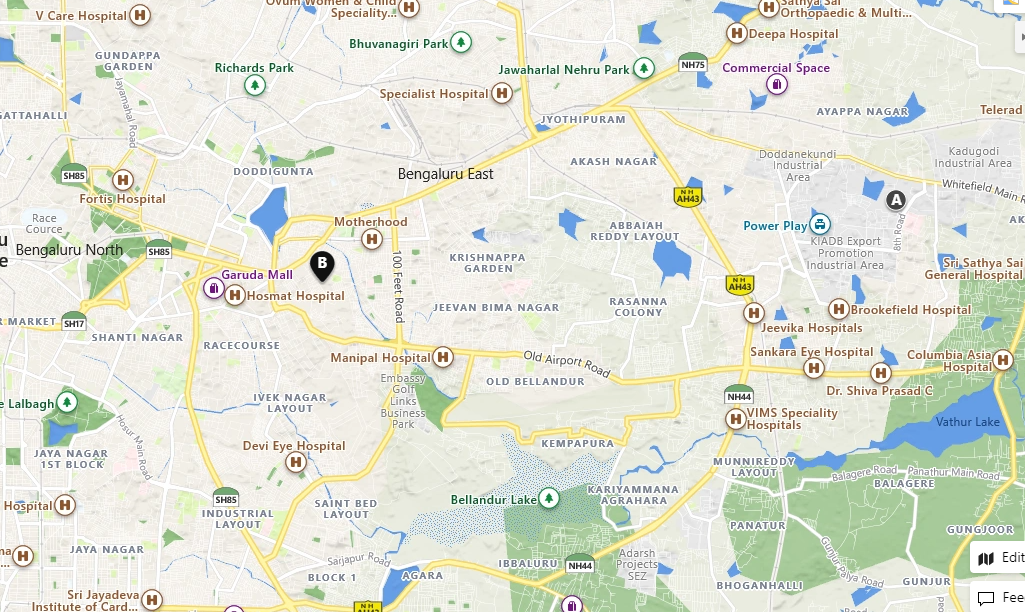 V Care Hospital
Ovum Women & Child
Speciality...
Sathya Sai
Orthopaedic & Multi...
Deepa Hospital
Bhuvanagiri Park
GUNDAPPA
GARDEN
Richards Park
Jawaharlal Nehru Park
NH75
Commercial Space
Jayamahal Road
Specialist Hospital
GATTAHALLI
JYOTHIPURAM
AYAPPA NAGAR
Telerad
AKASH NAGAR
Doddanekundi
Industrial
Area
Kadugodi
Industrial Area
SH85
DODDIGUNTA
Bengaluru East
Fortis Hospital
NH
AH43
Whitefield Main R
A
Race
Cource
Motherhood
ABBAIAH
REDDY LAYOUT
Power Play
8th Road
AK
u
e
Bengaluru North
SH85
KIADB Export
Promotion
Industrial Area
KRISHNAPPA
GARDEN
B
100 Feet Road
Garuda Mall
Hosmat Hospital
Sri Sathya Sai
General Hospital
NH
AH43
JEEVAN BIMA NAGAR
RASANNA
COLONY
Brookefield Hospital
R MARKET
SH17
SHANTI NAGAR
Jeevika Hospitals
RACECOURSE
Manipal Hospital
Old Airport Road
Sankara Eye Hospital
Columbia Asia
Hospital
OLD BELLANDUR
Embassy
Golf
Links
Business
Park
Dr. Shiva Prasad C
NH44
IVEK NAGAR
LAYOUT
e Lalbagh
Hosur Main Road
VIMS Speciality
Hospitals
Vathur Lake
Devi Eye Hospital
KEMPAPURA
JAYA NAGAR
1ST BLOCK
MUNNIREDDY
LAYOUT
Balagere Road
Panathur Main Road
BALAGERE
Hospital
SH85
SAINT BED
LAYOUT
Bellandur Lake
KARIYAMMANA
AGRAHARA
INDUSTRIAL
LAYOUT
PANATUR
GUNGJOOR
JAYA NAGAR
ma
...
Sarjapur Road
IBBALURU
NH44
Adarsh
Projects
SEZ
Gunjur Palya Road
Edit
BLOCK 1
AGARA
BHOGANHALLI
GUNJUR
Sri Jayadeva
Institute of Card...
NH
AH43
Fee